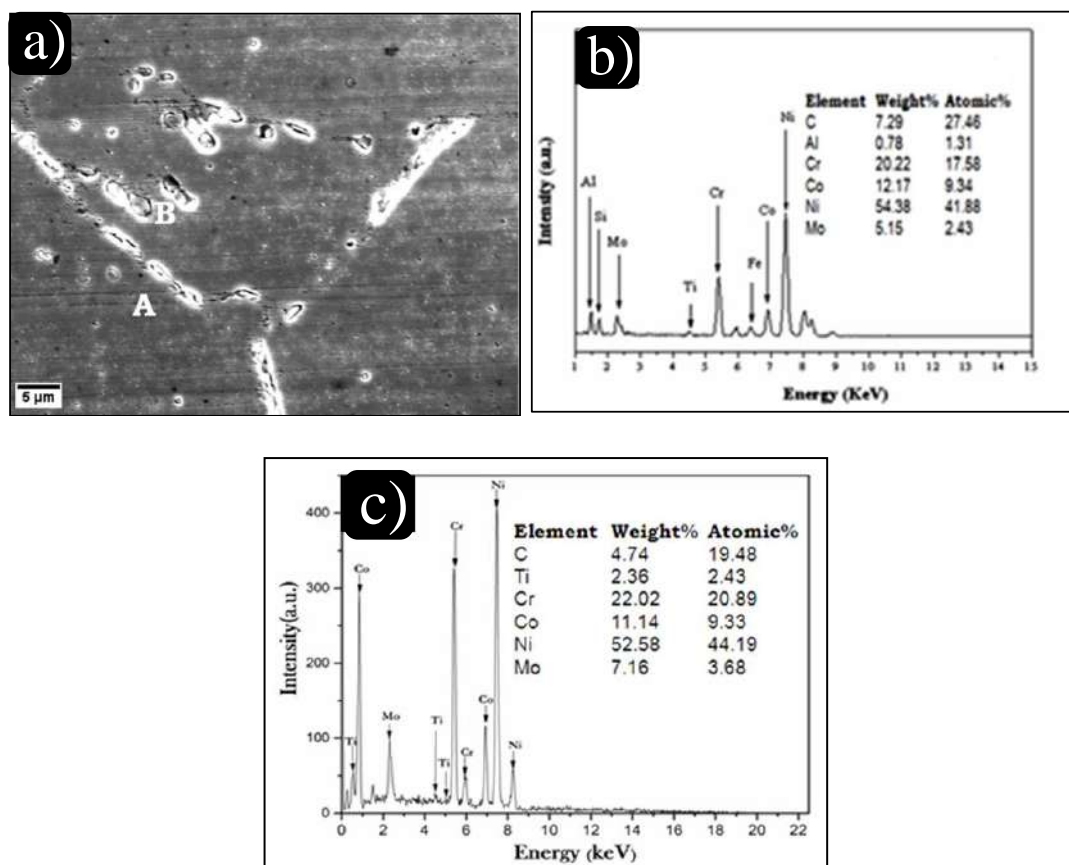 a)
B
A
5 µm
b)
Element Weight% Atomic%
C 7.29 27.46
Al 0.78 1.31
Cr 20.22 17.58
Co 12.17 9.34
Ni 54.38 41.88
Mo 5.15 2.43
Al
Si
Mo
Ti
Cr
Fe
Co
Ni
Intensity (a.u.)
1 2 3 4 5 6 7 8 9 10 11 12 13 14 15
Energy (KeV)
c)
Element Weight% Atomic%
C 4.74 19.48
Ti 2.36 2.43
Cr 22.02 20.89
Co 11.14 9.33
Ni 52.58 44.19
Mo 7.16 3.68
Ti
Co
Mo
Ti
Ti
Cr
Cr
Co
Ni
Ni
Intensity(a.u.)
400
300
200
100
0
0 2 4 6 8 10 12 14 16 18 20 22
Energy (keV)